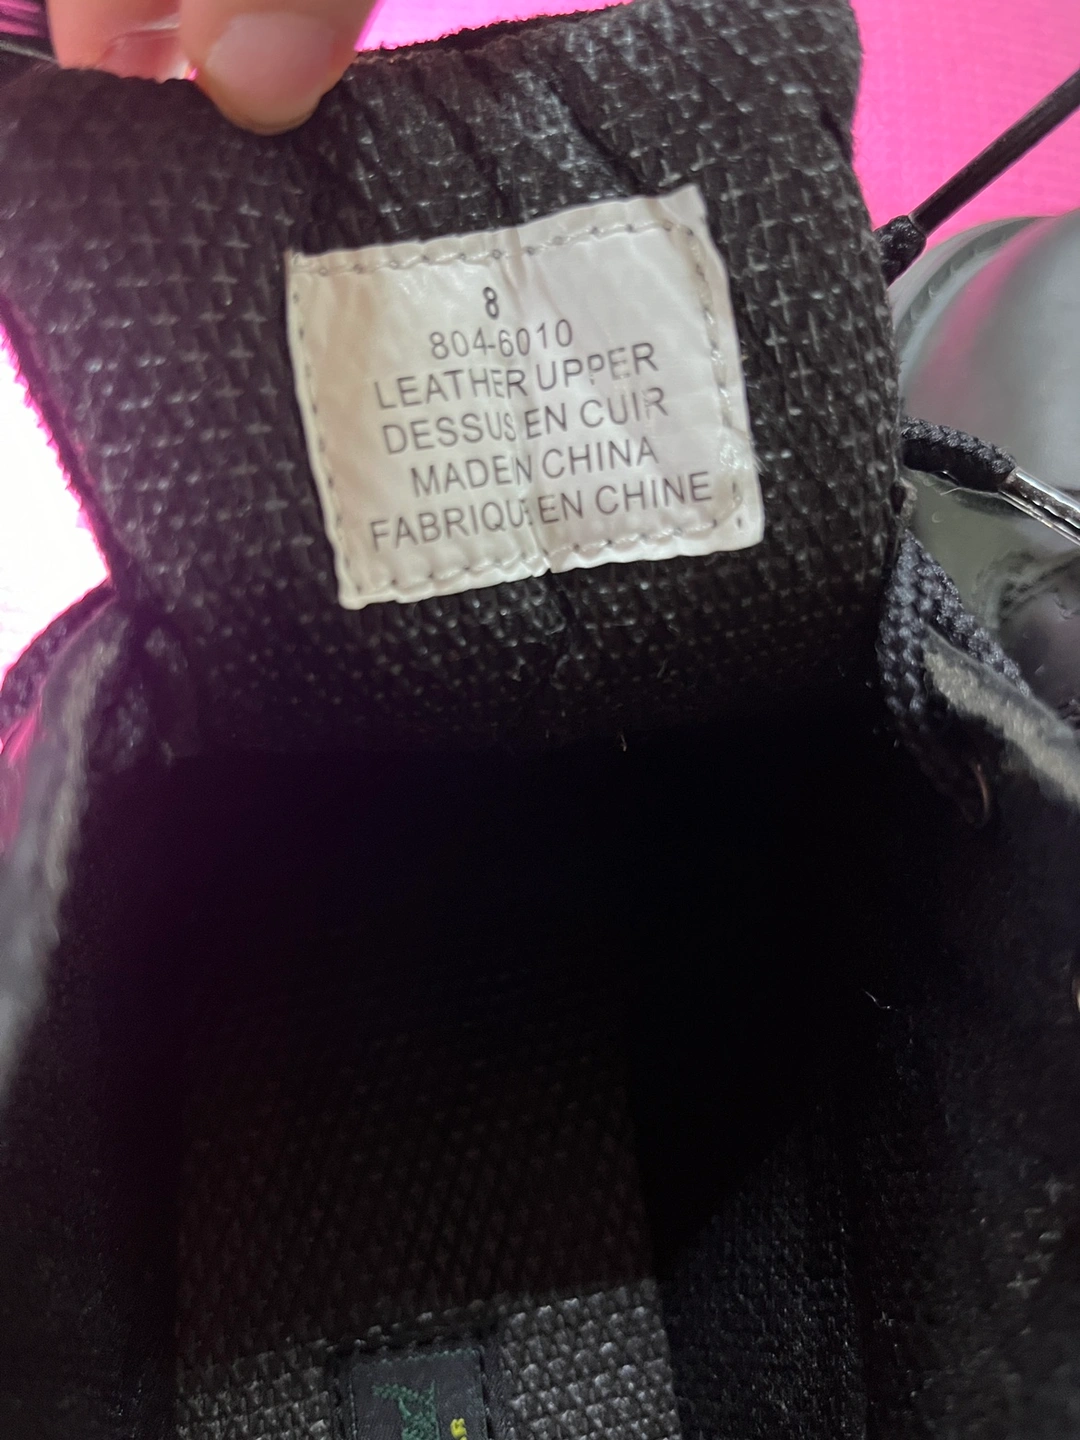 8
804-6010
LEATHER UPPER
DESSUS EN CUIR
MADE IN CHINA
FABRIQUE EN CHINE